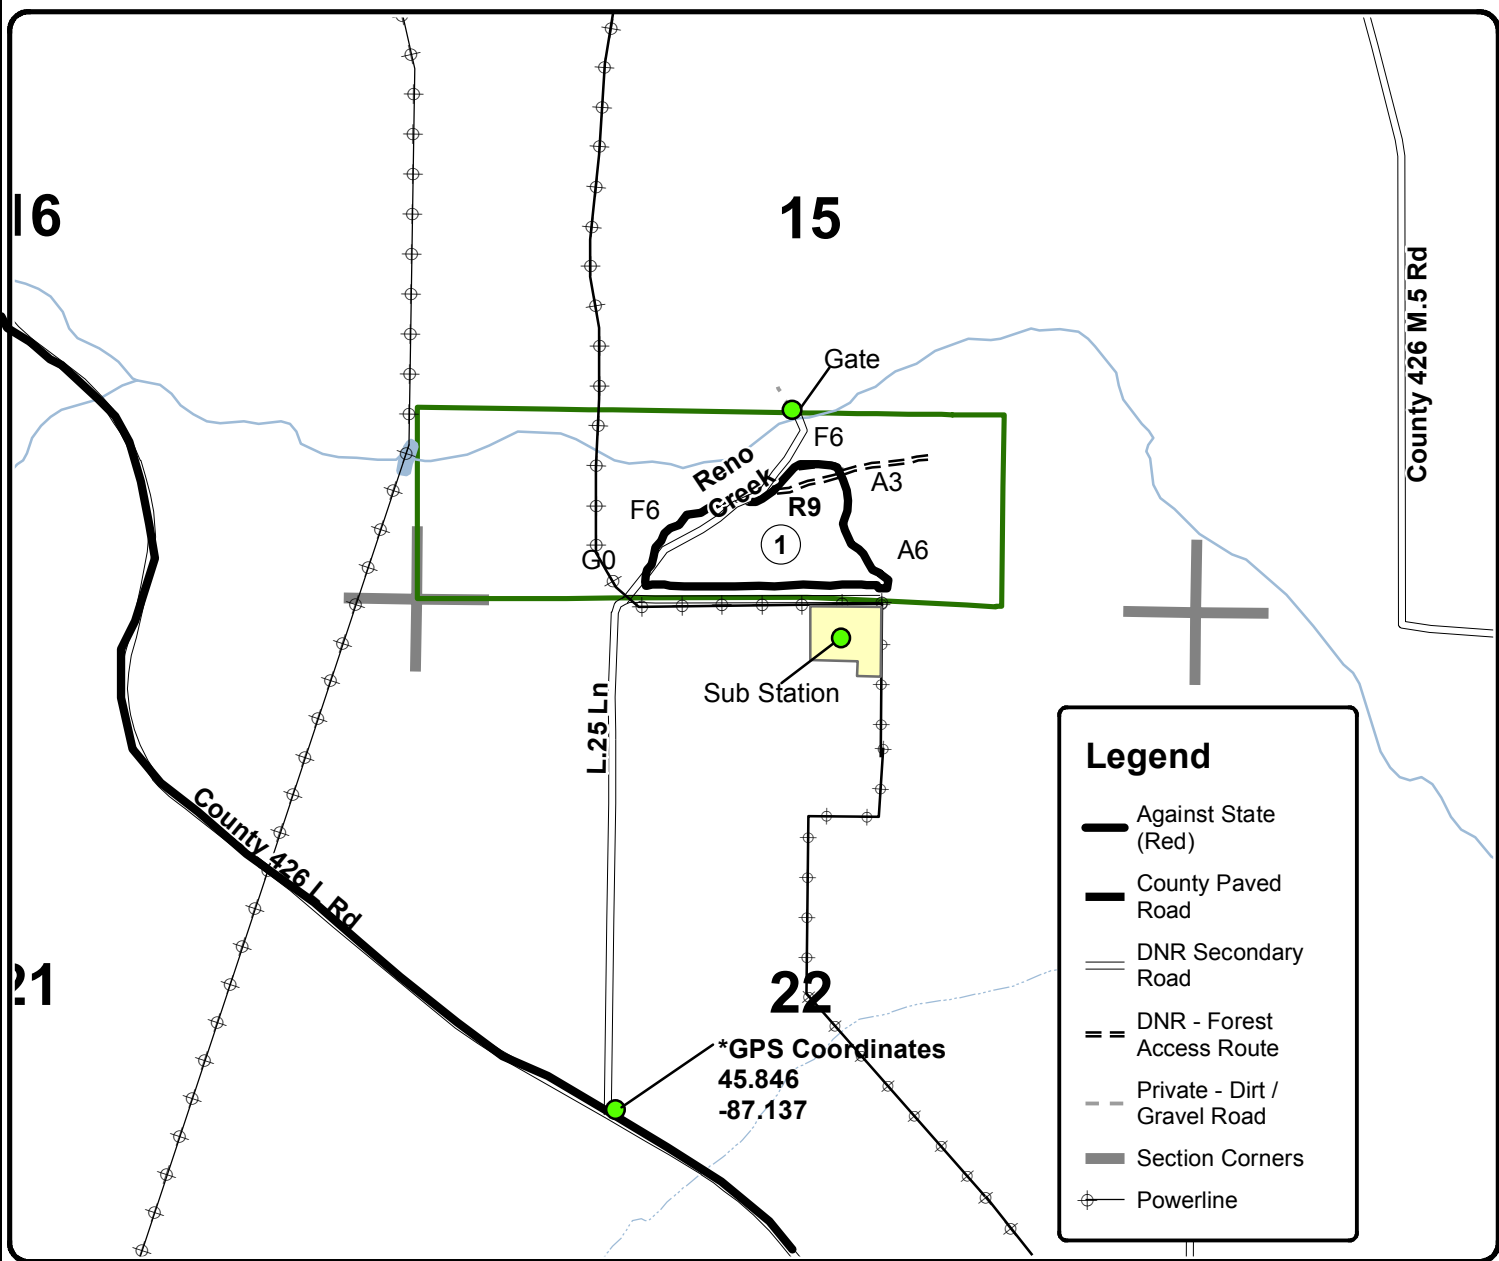 16
15
County 426 M.5 Rd
Gate
F6
Reno
Creek
A3
F6
R9
1
A6
G0
Sub Station
L.25 Ln
County 426 L Rd
21
22
*GPS Coordinates
45.846
-87.137
Legend
Against State
(Red)
County Paved
Road
DNR Secondary
Road
DNR - Forest
Access Route
Private - Dirt /
Gravel Road
Section Corners
Powerline